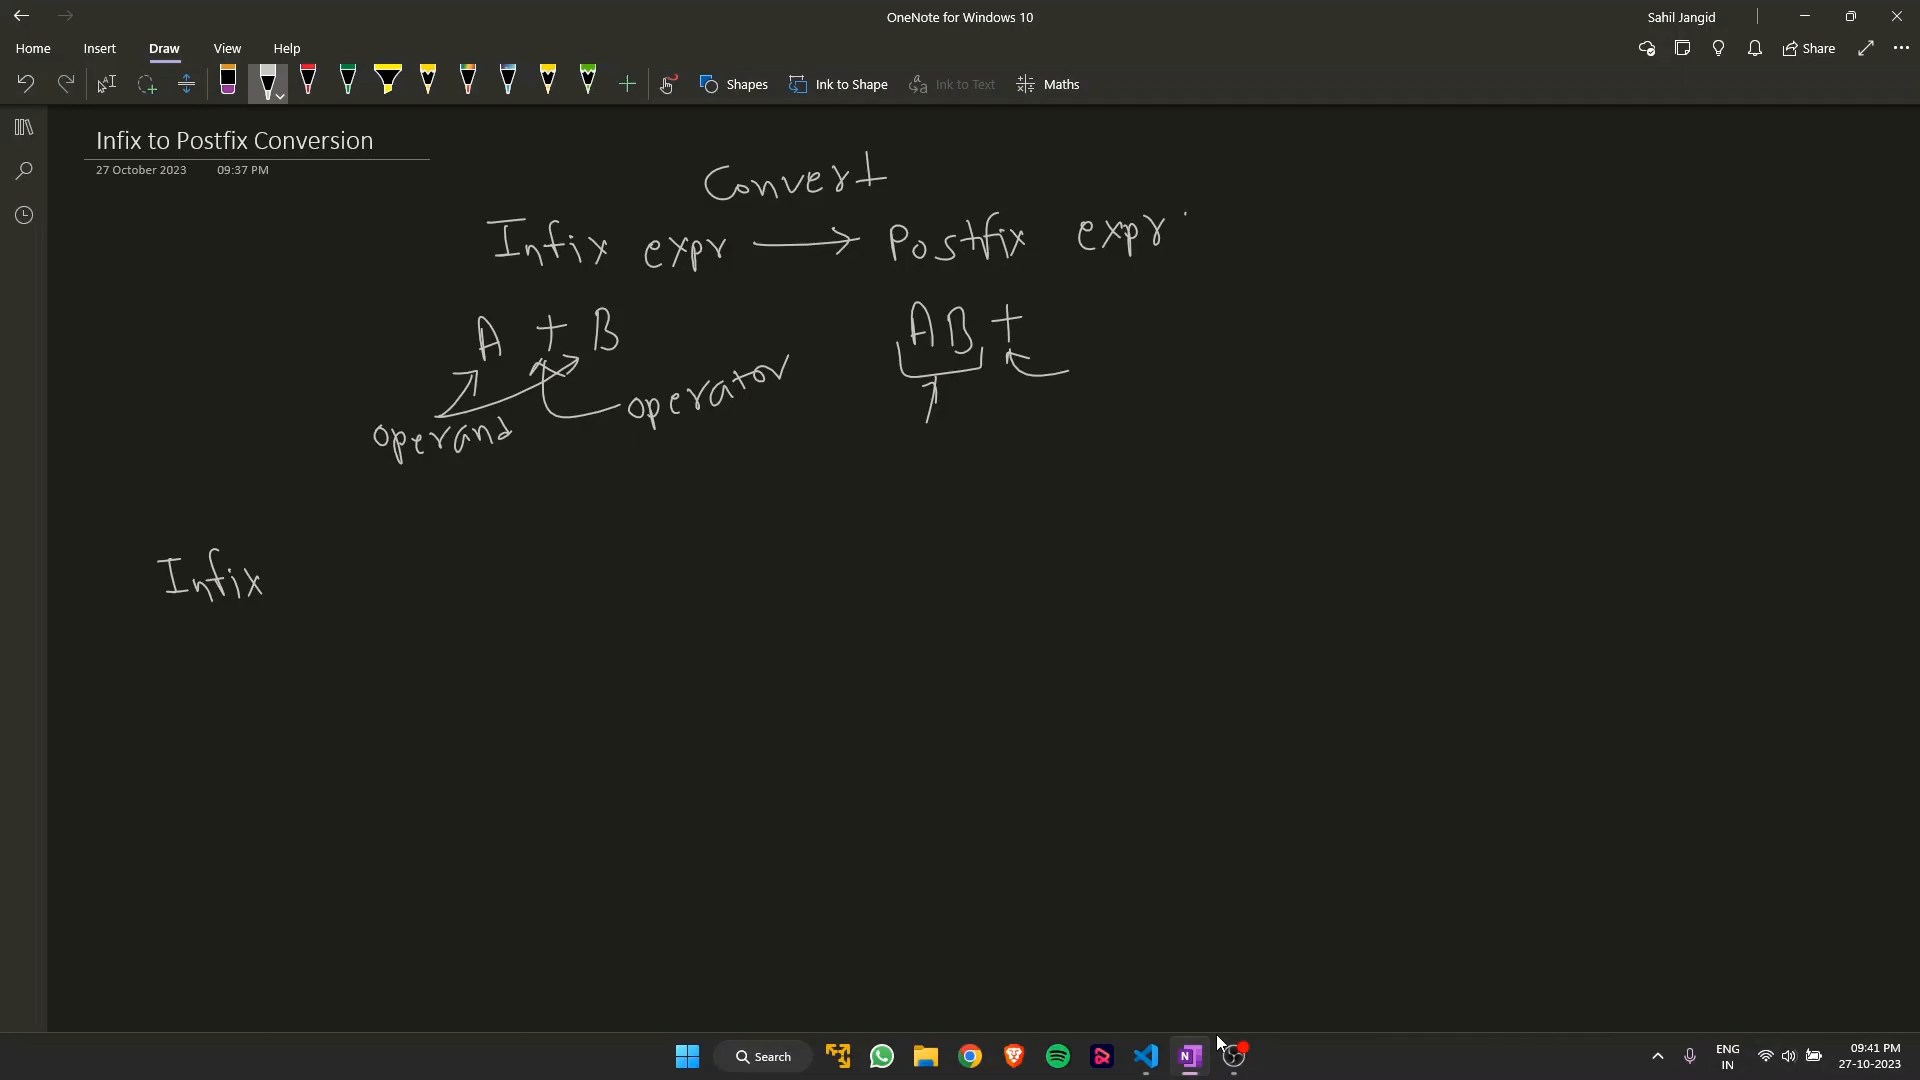 OneNote for Windows 10
Sahil Jangid
Home Insert Draw View Help
Share
Shapes Ink to Shape Ink to Text Maths
Infix to Postfix Conversion
27 October 2023 09:37 PM
Convert
Infix expr → Postfix expr.
A + B AB+
operator
operand
Infix
Search
ENG
IN
09:41 PM
27-10-2023